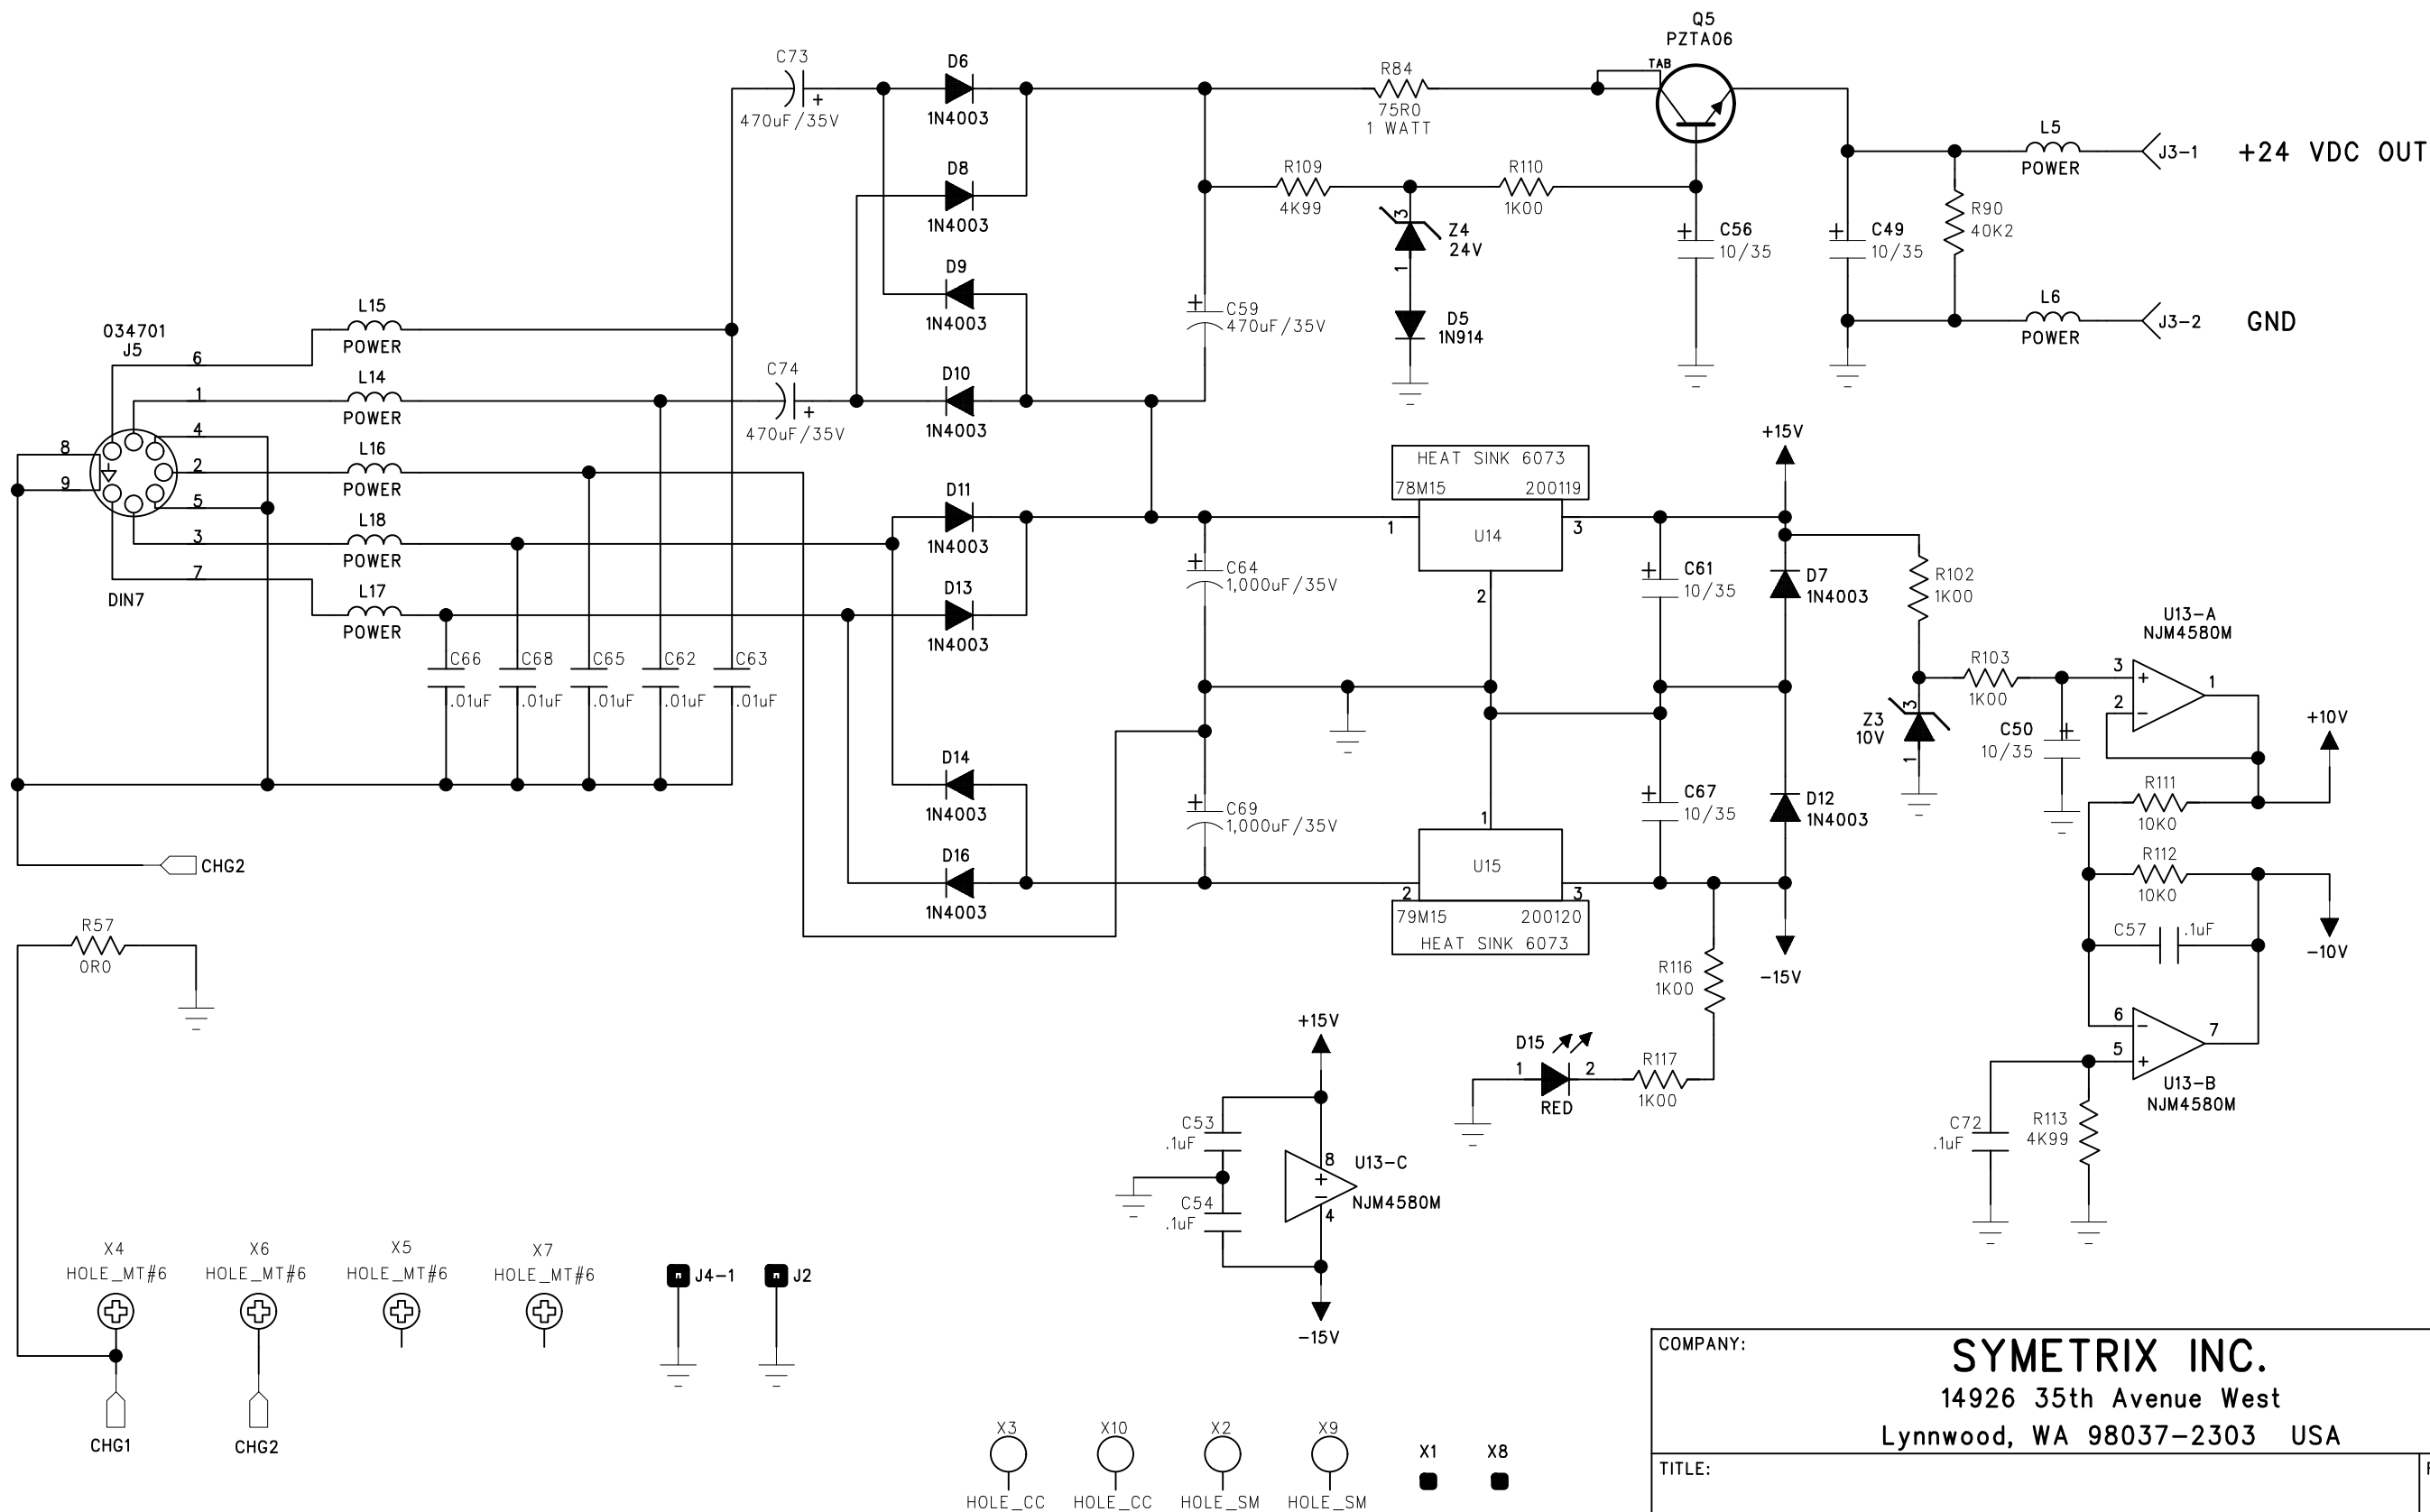 Q5
PZTA06
TAB
C73
+
470uF/35V
D6
1N4003
R84
75R0
1 WATT
D8
1N4003
R109
4K99
R110
1K00
L5
POWER
J3-1
+24 VDC OUT
3
Z4
24V
1
+
C56
10/35
+
C49
10/35
R90
40K2
D9
1N4003
+
C59
470uF/35V
D5
1N914
L6
POWER
J3-2
GND
034701
J5
6
L15
POWER
1
L14
POWER
C74
+
470uF/35V
D10
1N4003
8
9
4
2
5
3
7
DIN7
L16
POWER
L18
POWER
L17
POWER
HEAT SINK 6073
78M15
200119
1
U14
3
2
+15V
D11
1N4003
D13
1N4003
+
C64
1,000uF/35V
+
C61
10/35
D7
1N4003
R102
1K00
C66
.01uF
C68
.01uF
C65
.01uF
C62
.01uF
C63
.01uF
U13-A
NJM4580M
R103
1K00
3
+
2
-
1
3
Z3
10V
1
C50
+
10/35
+10V
D14
1N4003
+
C69
1,000uF/35V
+
C67
10/35
D12
1N4003
R111
10K0
R112
10K0
C57
.1uF
-10V
D16
1N4003
1
U15
2
3
79M15
200120
HEAT SINK 6073
-15V
CHG2
R57
0R0
R116
1K00
D15
1
2
RED
R117
1K00
6
-
5
+
7
U13-B
NJM4580M
C72
.1uF
R113
4K99
+15V
C53
.1uF
C54
.1uF
8
+
-
4
U13-C
NJM4580M
-15V
X4
HOLE_MT#6
X6
HOLE_MT#6
X5
HOLE_MT#6
X7
HOLE_MT#6
J4-1
J2
CHG1
CHG2
X3
HOLE_CC
X10
HOLE_CC
X2
HOLE_SM
X9
HOLE_SM
X1
X8
COMPANY:
SYMETRIX INC.
14926 35th Avenue West
Lynnwood, WA 98037-2303 USA
TITLE: